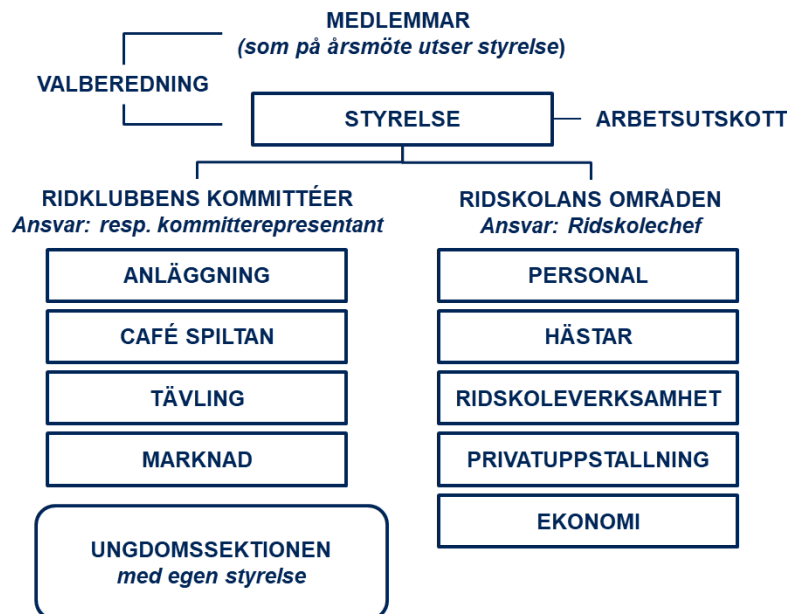 MEDLEMMAR
(som på årsmöte utser styrelse)
VALBEREDNING
STYRELSE
ARBETSUTSKOTT
RIDKLUBBENS KOMMITTÉER
Ansvar: resp. kommitterepresentant
ANLÄGGNING
CAFÉ SPILTAN
TÄVLING
MARKNAD
UNGDOMSSEKTIONEN
med egen styrelse
RIDSKOLANS OMRÅDEN
Ansvar: Ridskolechef
PERSONAL
HÄSTAR
RIDSKOLEVERKSAMHET
PRIVATUPPSTALLNING
EKONOMI